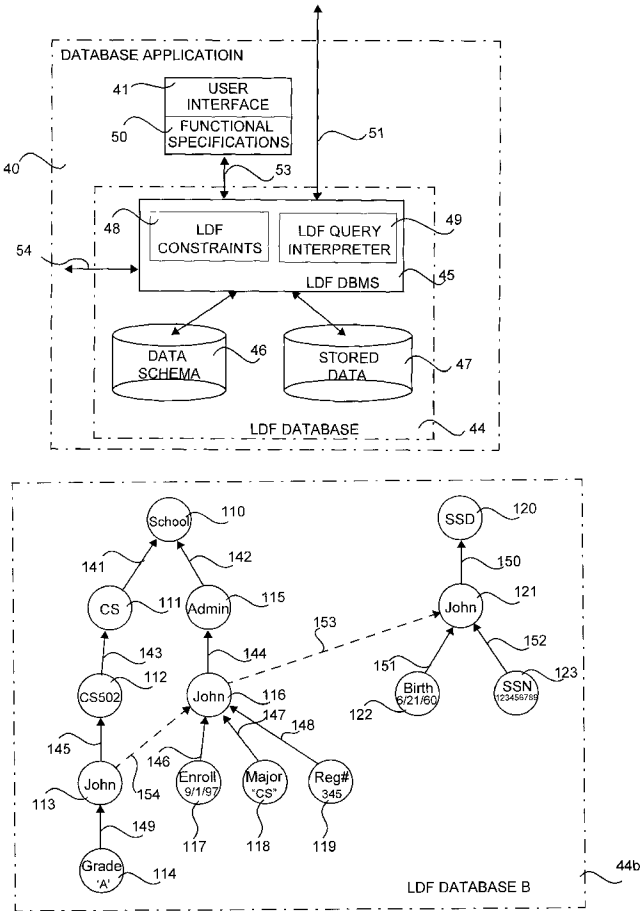 DATABASE APPLICATIOIN
41
USER
INTERFACE
50
FUNCTIONAL
SPECIFICATIONS
51
40
53
48
LDF
CONSTRAINTS
LDF QUERY
INTERPRETER
49
54
LDF DBMS
45
DATA
SCHEMA
46
STORED
DATA
47
LDF DATABASE
44
School
110
SSD
120
141
142
150
CS
111
Admin
115
John
121
153
143
144
151
152
CS502
112
John
116
Birth
6/21/60
122
SSN
123456789
123
145
154
146
147
148
John
113
Enroll
9/1/97
117
Major
"CS"
118
Reg#
345
119
149
Grade
'A'
114
LDF DATABASE B
44b